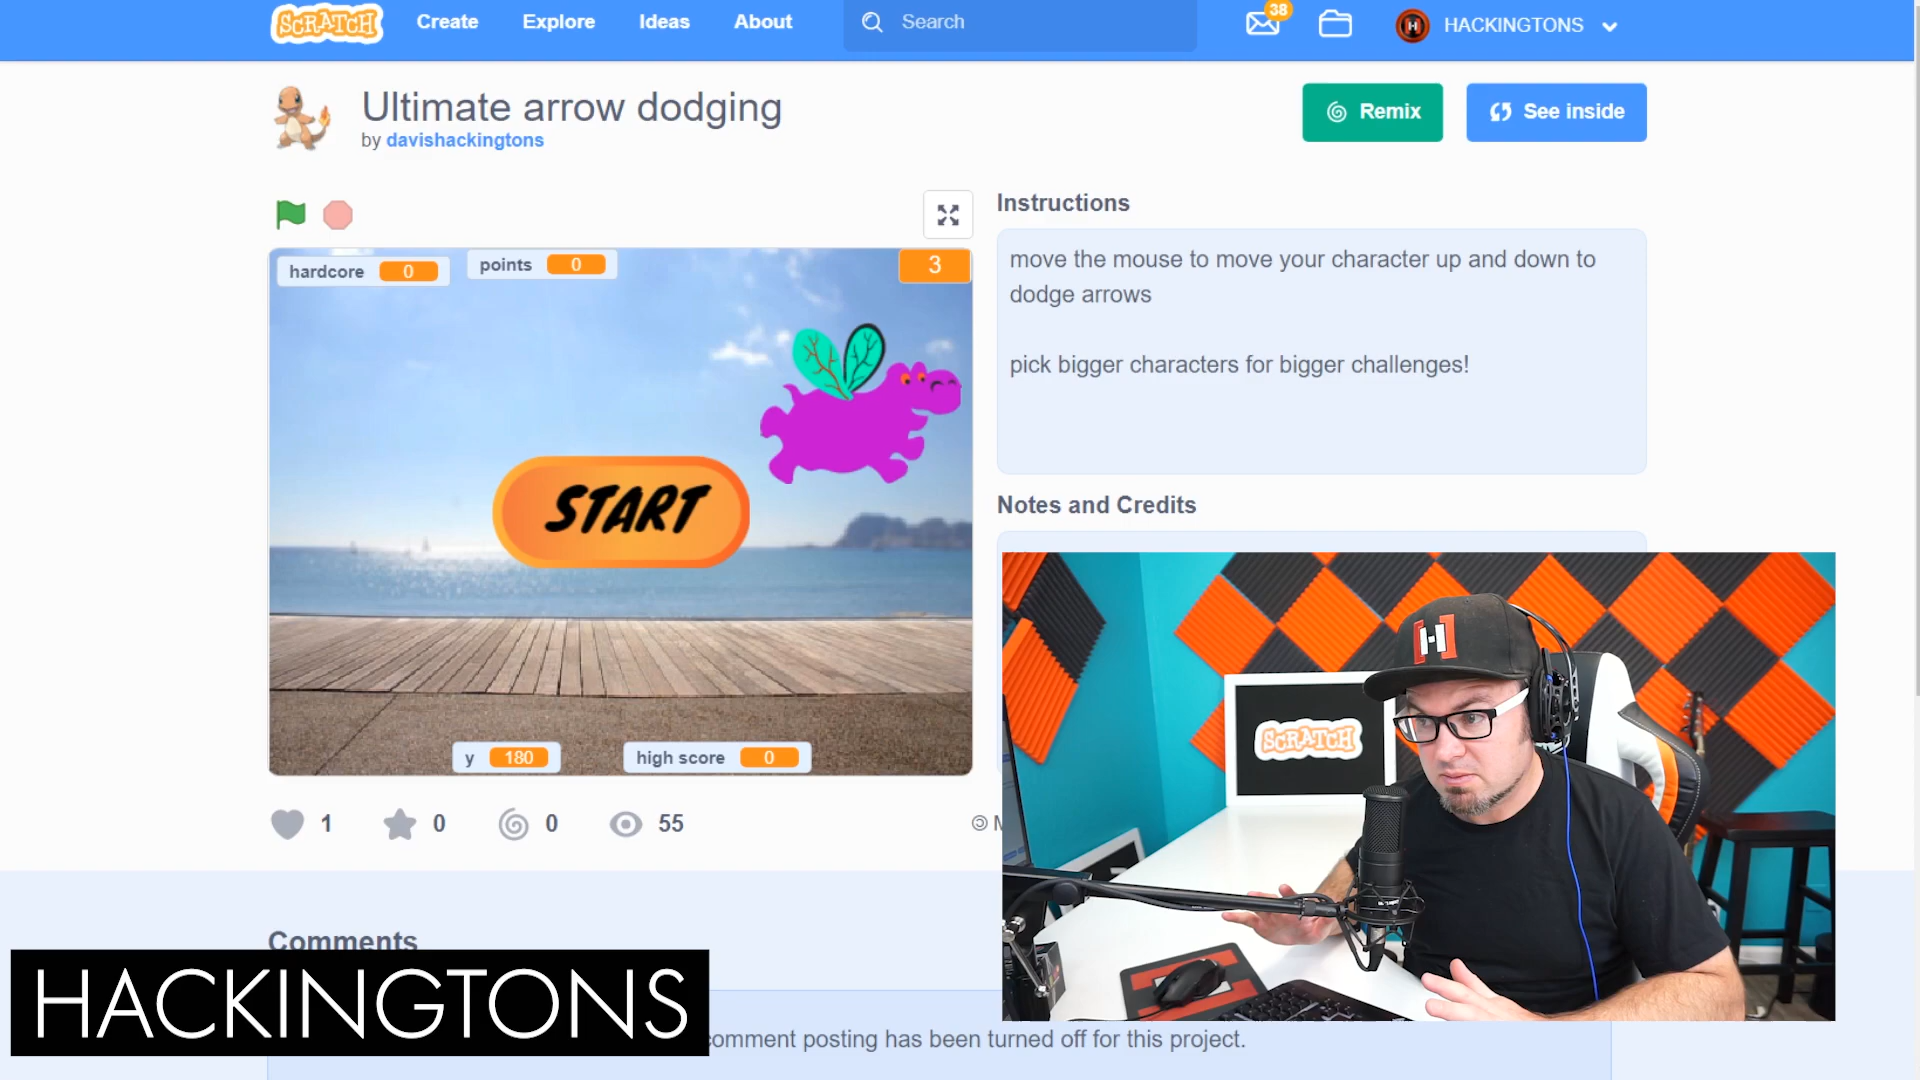 SCRATCH Create Explore Ideas About Search 38 HACKINGTONS
Ultimate arrow dodging
by davishackingtons
Remix See inside
Instructions
hardcore 0 points 0 3
move the mouse to move your character up and down to
dodge arrows
pick bigger characters for bigger challenges!
START
Notes and Credits
y 180 high score 0
1 0 0 55
SCRATCH
H
Comments
HACKINGTONS
comment posting has been turned off for this project.